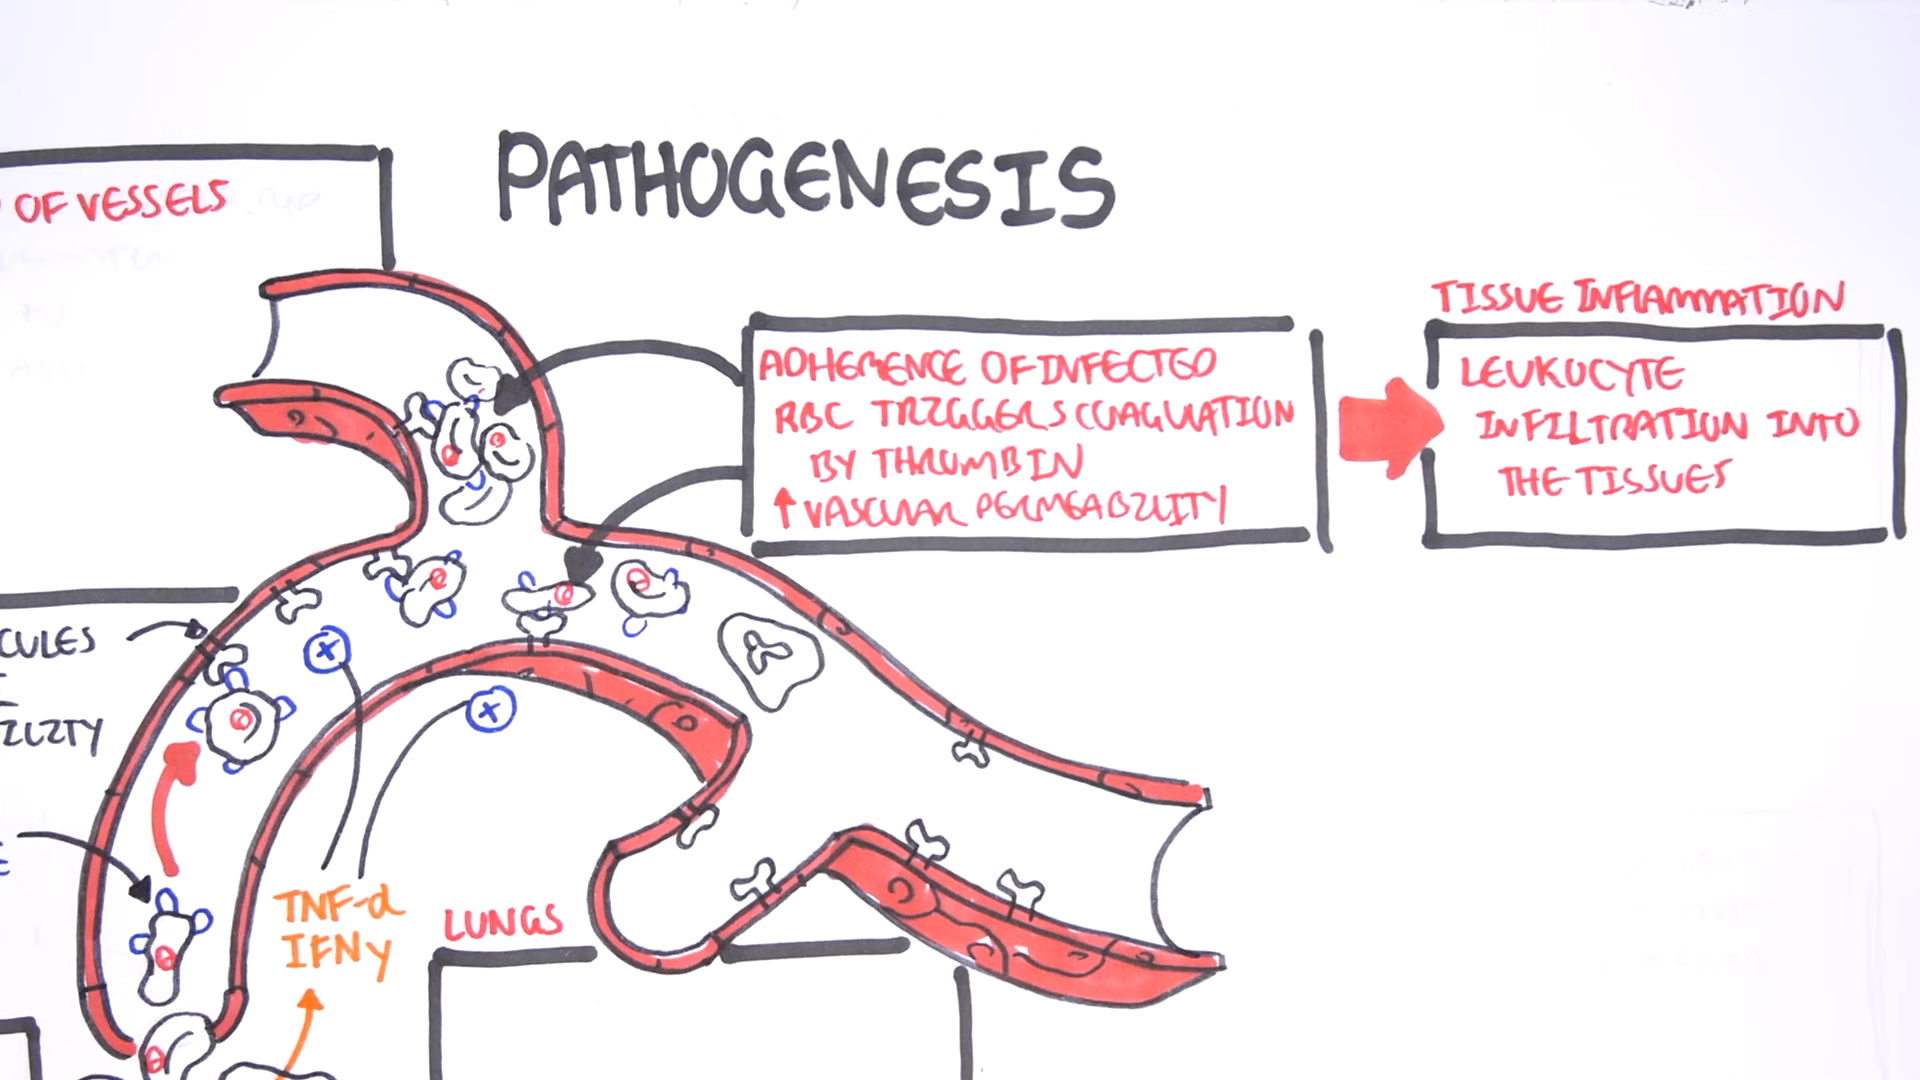 PATHOGENESIS
OF VESSELS
TISSUE INFLAMMATION
ADHERENCE OF INFECTED
RBC TRIGGERS COAGULATION
BY THROMBIN
↑ VASCULAR PERMEABILITY
LEUKOCYTE
INFILTRATION INTO
THE TISSUES
CULES
ILITY
E
TNF-α
IFNγ
LUNGS